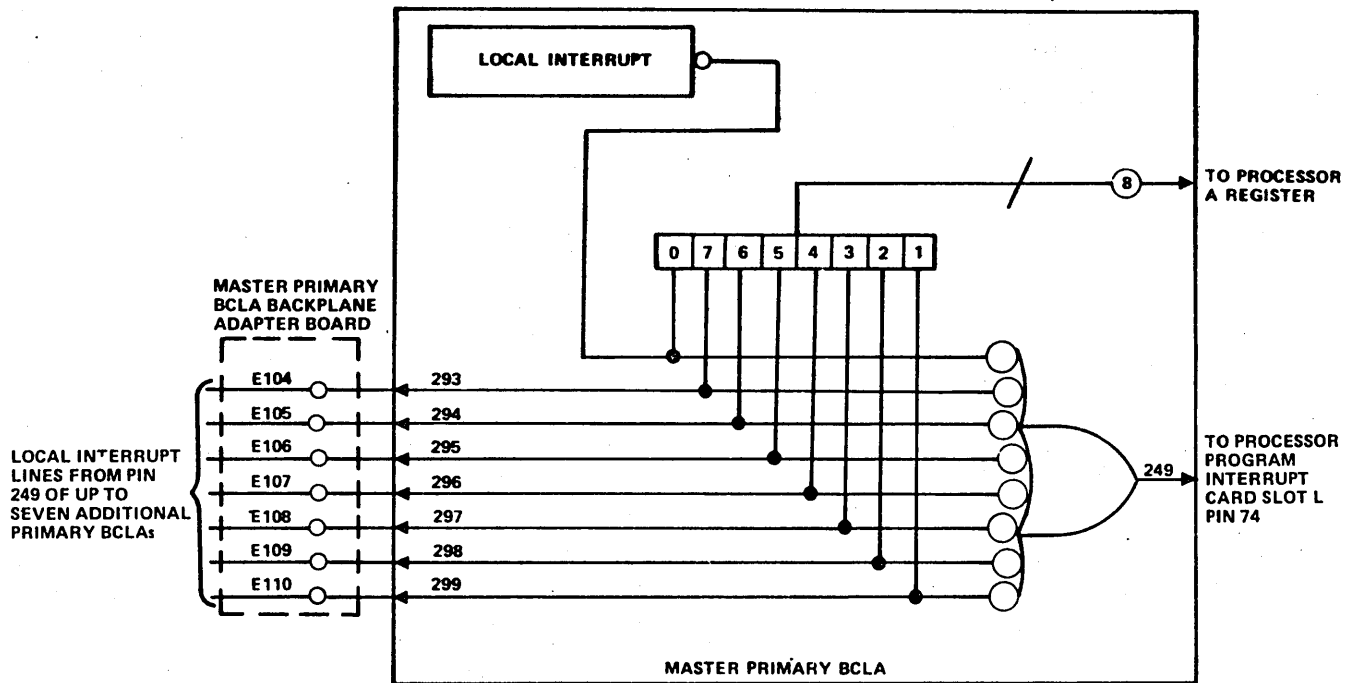 LOCAL INTERRUPT
8
TO PROCESSOR
A REGISTER
0 7 6 5 4 3 2 1
MASTER PRIMARY
BCLA BACKPLANE
ADAPTER BOARD
E104 293
E105 294
E106 295
E107 296
E108 297
E109 298
E110 299
LOCAL INTERRUPT
LINES FROM PIN
249 OF UP TO
SEVEN ADDITIONAL
PRIMARY BCLAs
249
TO PROCESSOR
PROGRAM
INTERRUPT
CARD SLOT L
PIN 74
MASTER PRIMARY BCLA